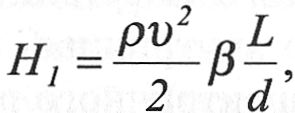 H₁ = ρυ²/2 β L/d,